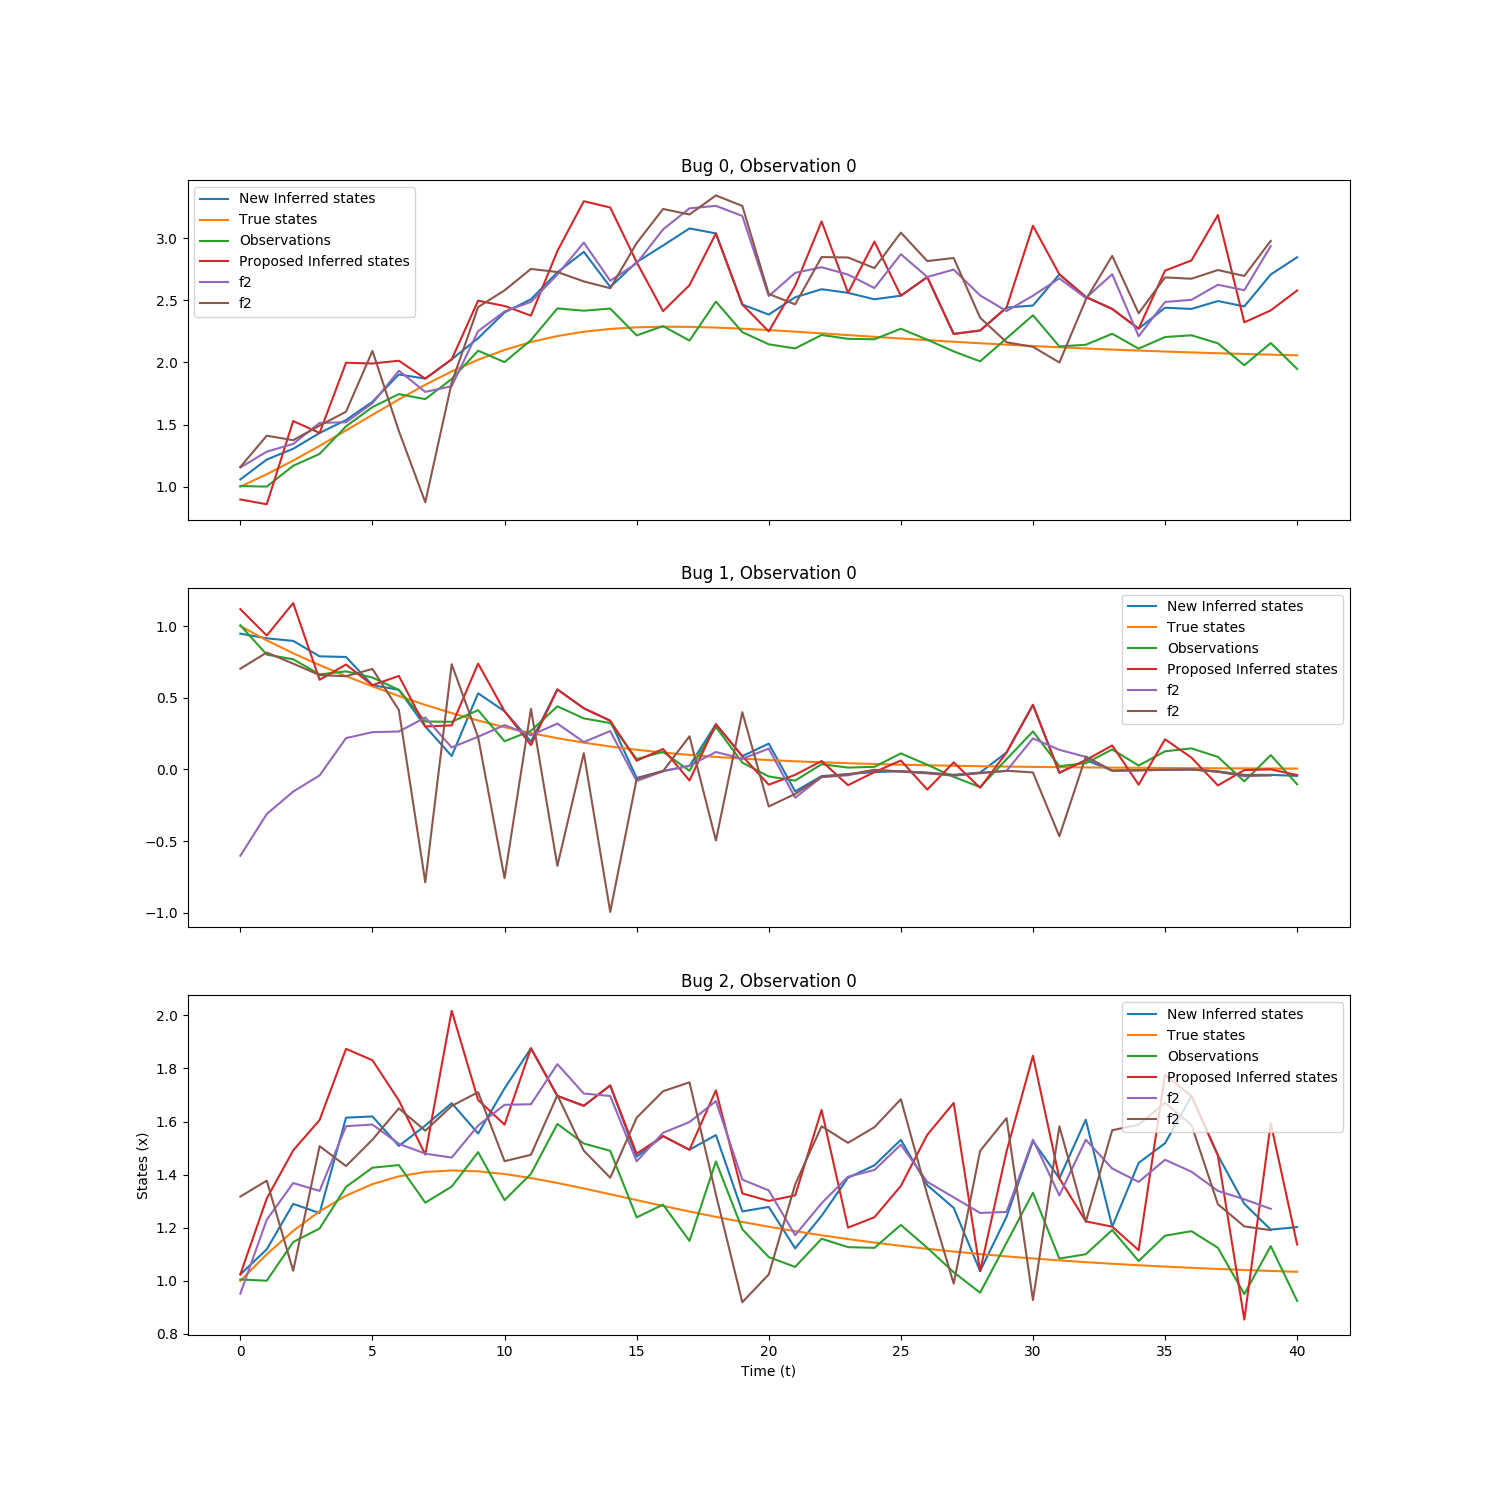 Bug 0, Observation 0
New Inferred states
True states
Observations
Proposed Inferred states
f2
f2
3.0
2.5
2.0
1.5
1.0
Bug 1, Observation 0
New Inferred states
True states
Observations
Proposed Inferred states
f2
f2
1.0
0.5
0.0
−0.5
−1.0
Bug 2, Observation 0
New Inferred states
True states
Observations
Proposed Inferred states
f2
f2
2.0
1.8
1.6
1.4
1.2
1.0
0.8
States (x)
0 5 10 15 20 25 30 35 40
Time (t)